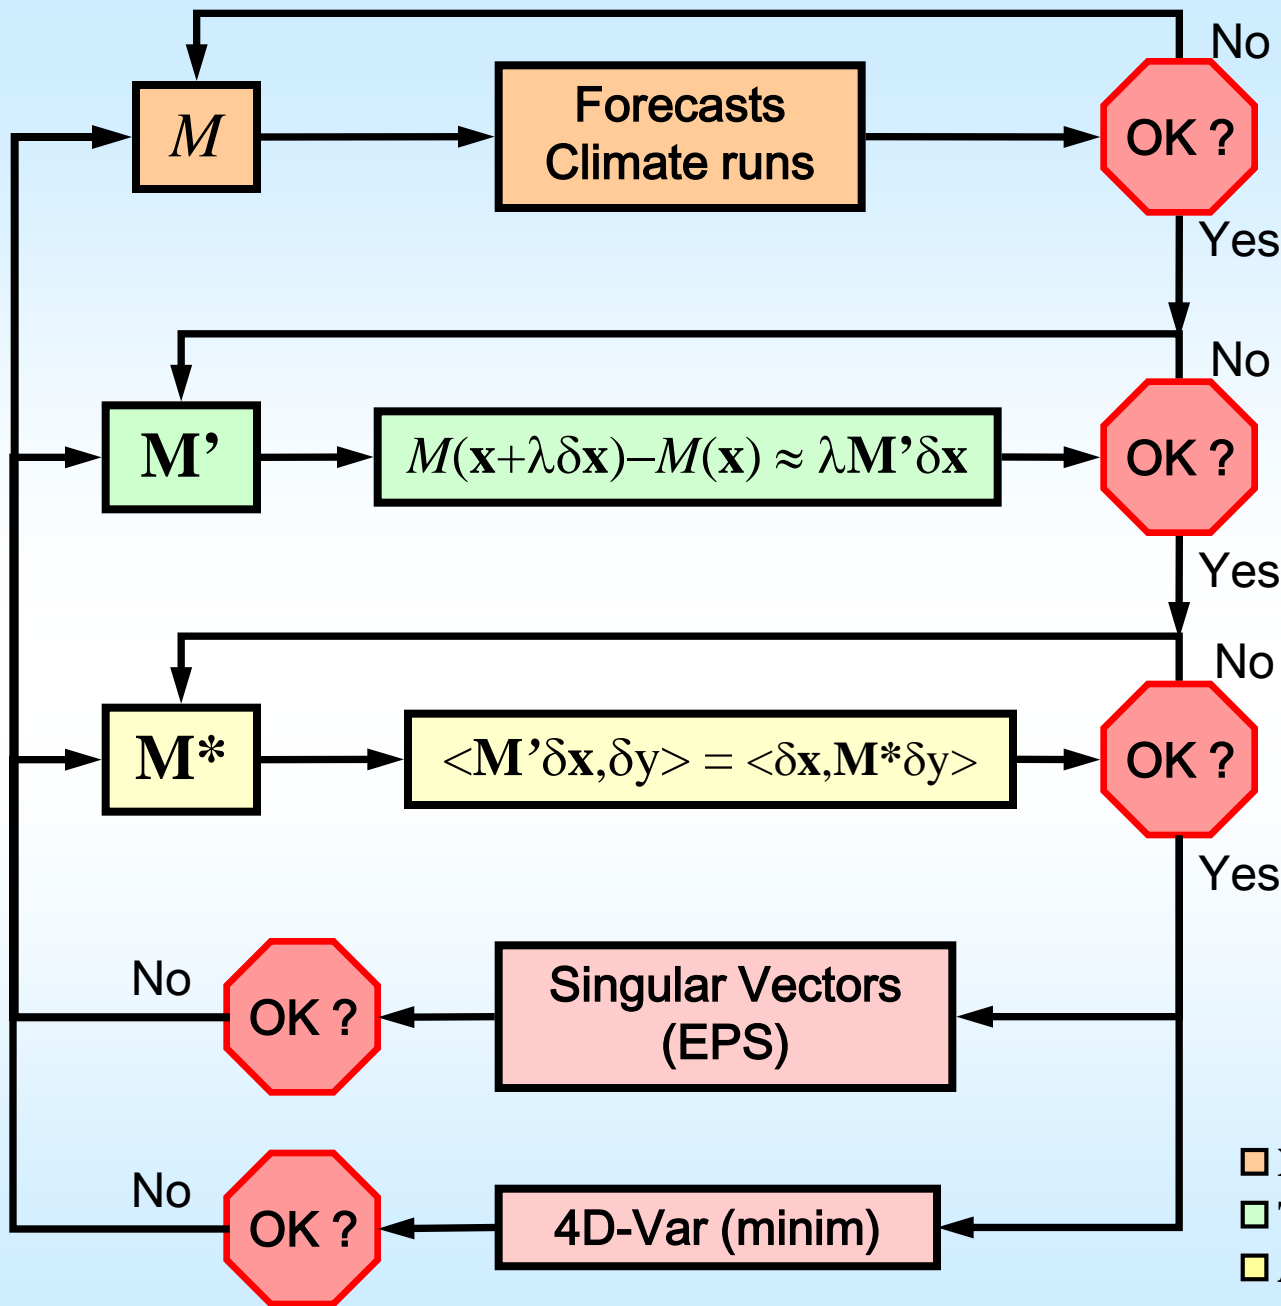 No
M
Forecasts
Climate runs
OK ?
Yes
No
M’
M(x+λδx)−M(x) ≈ λM’δx
OK ?
Yes
No
M*
<M’δx,δy> = <δx,M*δy>
OK ?
Yes
No
OK ?
Singular Vectors
(EPS)
No
OK ?
4D-Var (minim)